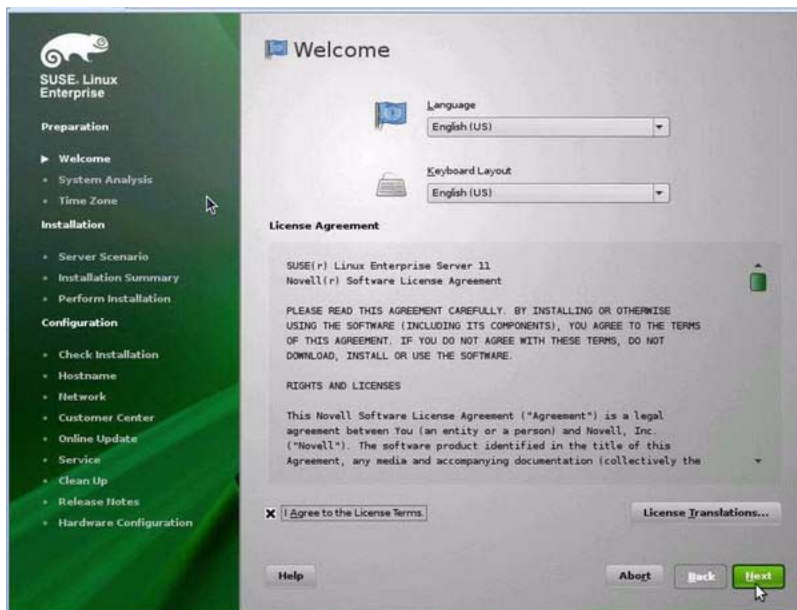 SUSE. Linux
Enterprise
Preparation
Welcome
System Analysis
Time Zone
Installation
Server Scenario
Installation Summary
Perform Installation
Configuration
Check Installation
Hostname
Network
Customer Center
Online Update
Service
Clean Up
Release Notes
Hardware Configuration
Welcome
Language
English (US)
Keyboard Layout
English (US)
License Agreement
SUSE(r) Linux Enterprise Server 11
Novell(r) Software License Agreement
PLEASE READ THIS AGREEMENT CAREFULLY. BY INSTALLING OR OTHERWISE
USING THE SOFTWARE (INCLUDING ITS COMPONENTS), YOU AGREE TO THE TERMS
OF THIS AGREEMENT. IF YOU DO NOT AGREE WITH THESE TERMS, DO NOT
DOWNLOAD, INSTALL OR USE THE SOFTWARE.
RIGHTS AND LICENSES
This Novell Software License Agreement ("Agreement") is a legal
agreement between You (an entity or a person) and Novell, Inc.
("Novell"). The software product identified in the title of this
Agreement, any media and accompanying documentation (collectively the
I Agree to the License Terms.
License Translations...
Help
Abort
Back
Next